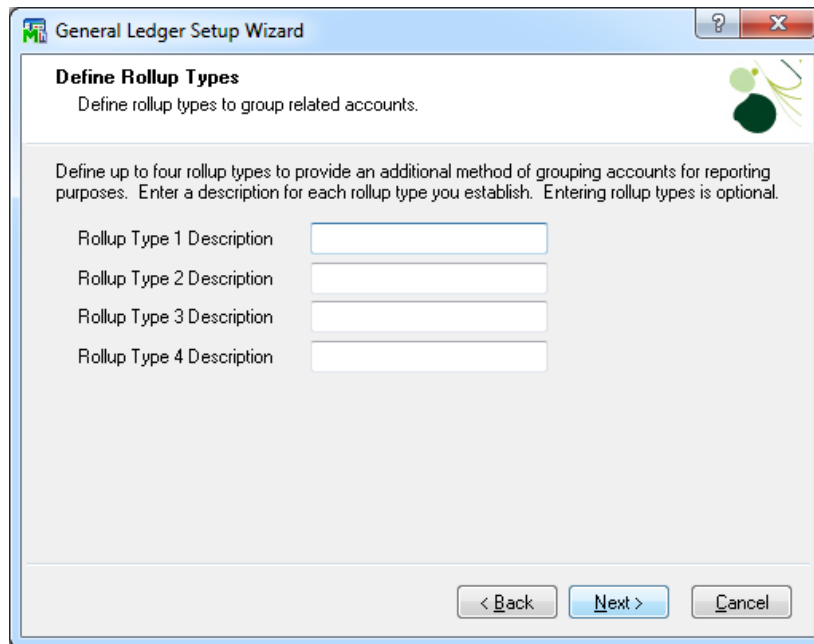 General Ledger Setup Wizard
Define Rollup Types
Define rollup types to group related accounts.
Define up to four rollup types to provide an additional method of grouping accounts for reporting
purposes.  Enter a description for each rollup type you establish.  Entering rollup types is optional.
Rollup Type 1 Description
Rollup Type 2 Description
Rollup Type 3 Description
Rollup Type 4 Description
< Back
Next >
Cancel